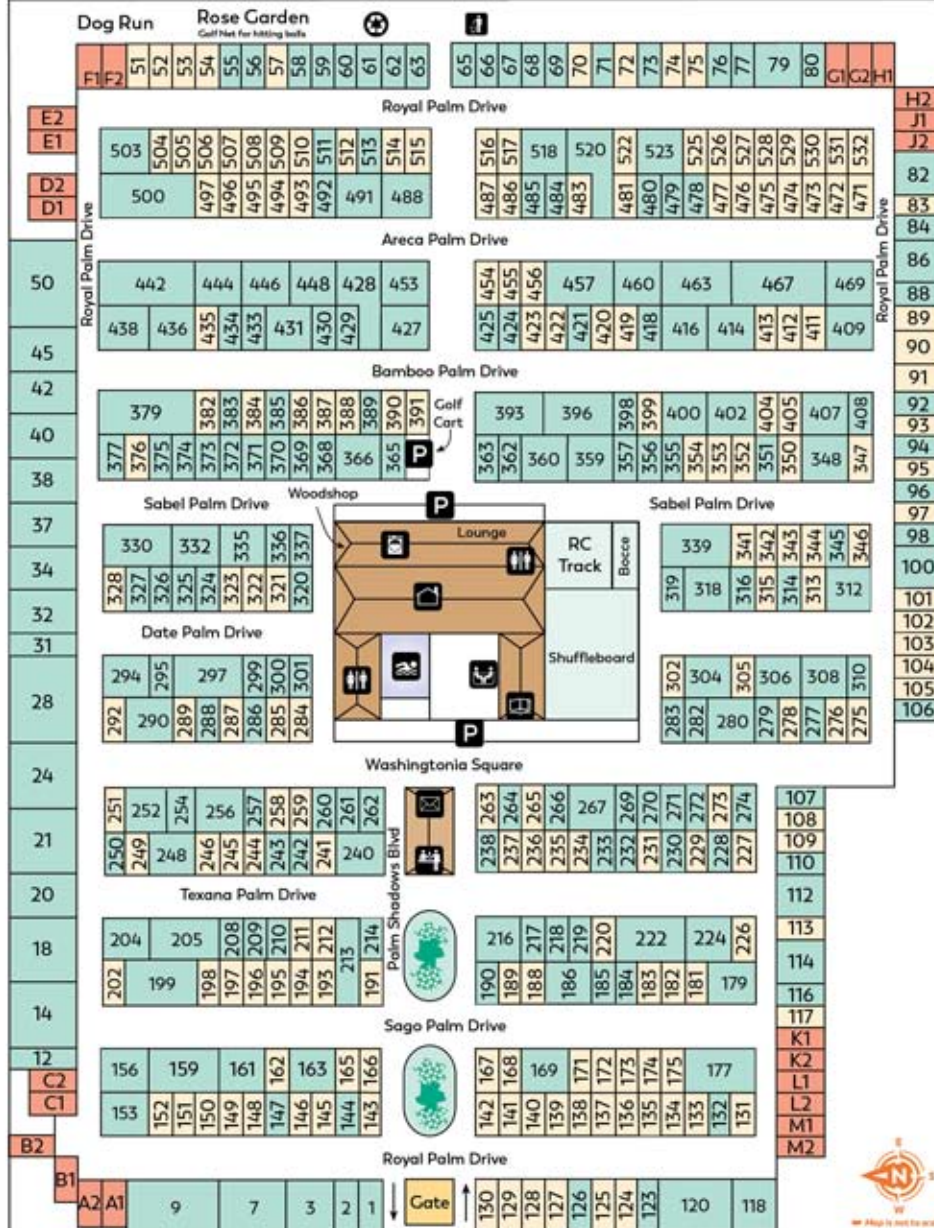 Dog Run
Rose Garden
Golf Net for hitting balls
F1 F2 51 52 53 54 55 56 57 58 59 60 61 62 63
65 66 67 68 69 70 71 72 73 74 75 76 77 79 80 G1 G2 H1
Royal Palm Drive
H2
J1
J2
82
83
84
86
88
89
90
91
92
93
94
95
96
97
98
100
101
102
103
104
105
106
E2
E1
D2
D1
50
45
42
40
38
37
34
32
31
28
24
21
20
18
14
12
C2
C1
B2
B1
503 504 505 506 507 508 509 510 511 512 513 514 515
500 497 496 495 494 493 492 491 488
516 517 518 520 522 523 525 526 527 528 529 530 531 532
487 486 485 484 483 481 480 479 478 477 476 475 474 473 472 471
Royal Palm Drive
Areca Palm Drive
Royal Palm Drive
442 444 446 448 428 453
438 436 435 434 433 431 430 429 427
454 455 456 457 460 463 467 469
425 424 423 422 421 420 419 418 416 414 413 412 411 409
Bamboo Palm Drive
379 382 383 384 385 386 387 388 389 390 391
377 376 375 374 373 372 371 370 369 368 366 365
Golf
Cart
P
393 396 398 399 400 402 404 405 407 408
363 362 360 359 357 356 355 354 353 352 351 350 348 347
Sabel Palm Drive
Woodshop
P
Lounge
RC
Track
Bocce
Shuffleboard
P
Sabel Palm Drive
330 332 335 336 337
328 327 326 325 324 323 322 321 320
339 341 342 343 344 345 346
319 318 316 315 314 313 312
Date Palm Drive
294 295 297 299 300 301
292 290 289 288 287 286 285 284
302 304 305 306 308 310
283 282 280 279 278 277 276 275
Washingtonia Square
251 252 254 256 257 258 259 260 261 262
250 249 248 246 245 244 243 242 241 240
263 264 265 266 267 269 270 271 272 273 274
238 237 236 235 234 233 232 231 230 229 228 227
107
108
109
110
112
113
114
116
117
K1
K2
L1
L2
M1
M2
Texana Palm Drive
Palm Shadows Blvd
204 205 208 209 210 211 212 213 214
202 199 198 197 196 195 194 193 191
216 217 218 219 220 222 224 226
190 189 188 186 185 184 183 182 181 179
Sago Palm Drive
156 159 161 162 163 165 166
153 152 151 150 149 148 147 146 145 144 143
167 168 169 171 172 173 174 175 177
142 141 140 139 138 137 136 135 134 133 132 131
Royal Palm Drive
A2 A1 9 7 3 2 1
Gate
130 129 128 127 126 125 124 123 120 118
E
N
S
W
Map is not to